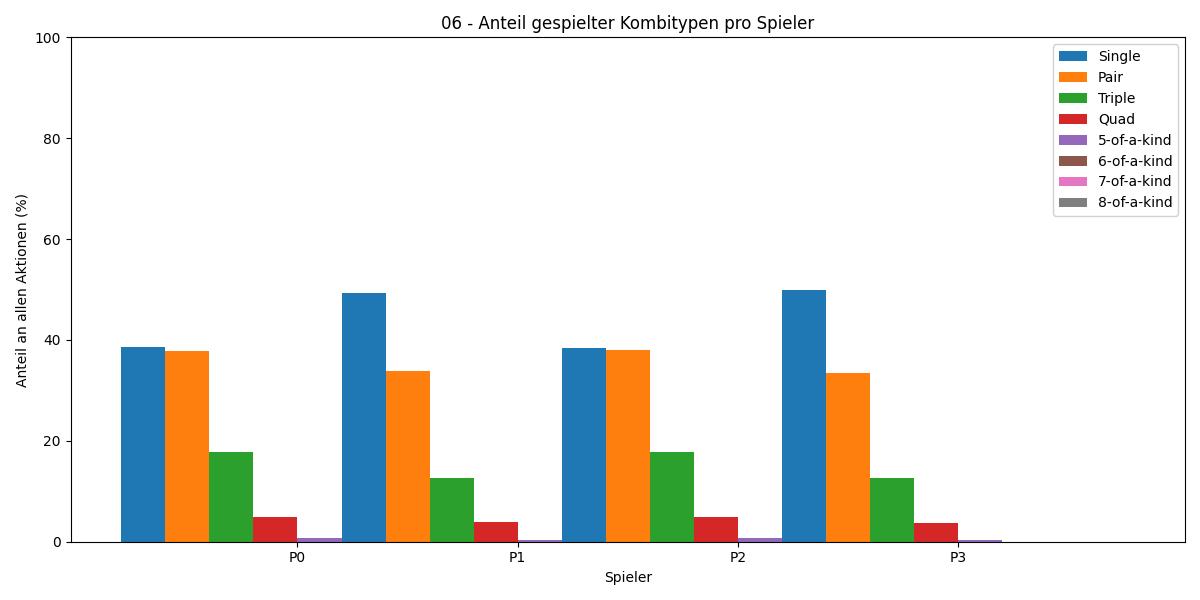 06 - Anteil gespielter Kombitypen pro Spieler
Anteil an allen Aktionen (%)
100
80
60
40
20
0
Single
Pair
Triple
Quad
5-of-a-kind
6-of-a-kind
7-of-a-kind
8-of-a-kind
P0 P1 P2 P3
Spieler